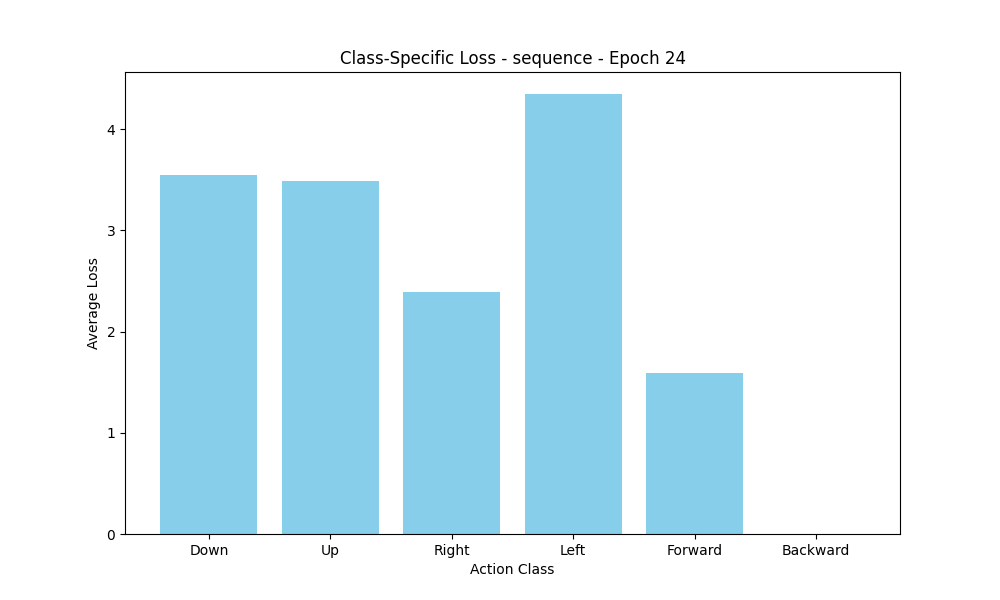 Class-Specific Loss - sequence - Epoch 24
4
3
2
1
0
Average Loss
Down Up Right Left Forward Backward
Action Class